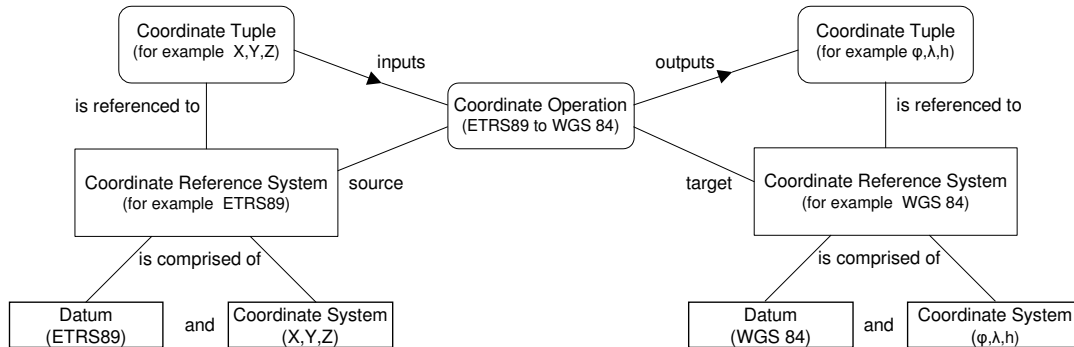 Coordinate Tuple
(for example X,Y,Z)
Coordinate Tuple
(for example φ,λ,h)
inputs
outputs
is referenced to
Coordinate Operation
(ETRS89 to WGS 84)
is referenced to
Coordinate Reference System
(for example ETRS89)
source
target
Coordinate Reference System
(for example WGS 84)
is comprised of
is comprised of
Datum
(ETRS89)
and
Coordinate System
(X,Y,Z)
Datum
(WGS 84)
and
Coordinate System
(φ,λ,h)